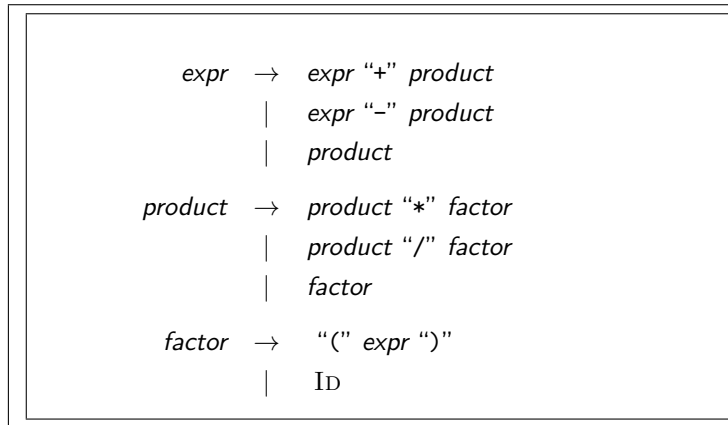 expr → expr “+” product
| expr “-” product
| product
product → product “*” factor
| product “/” factor
| factor
factor → “(” expr “)”
| ID